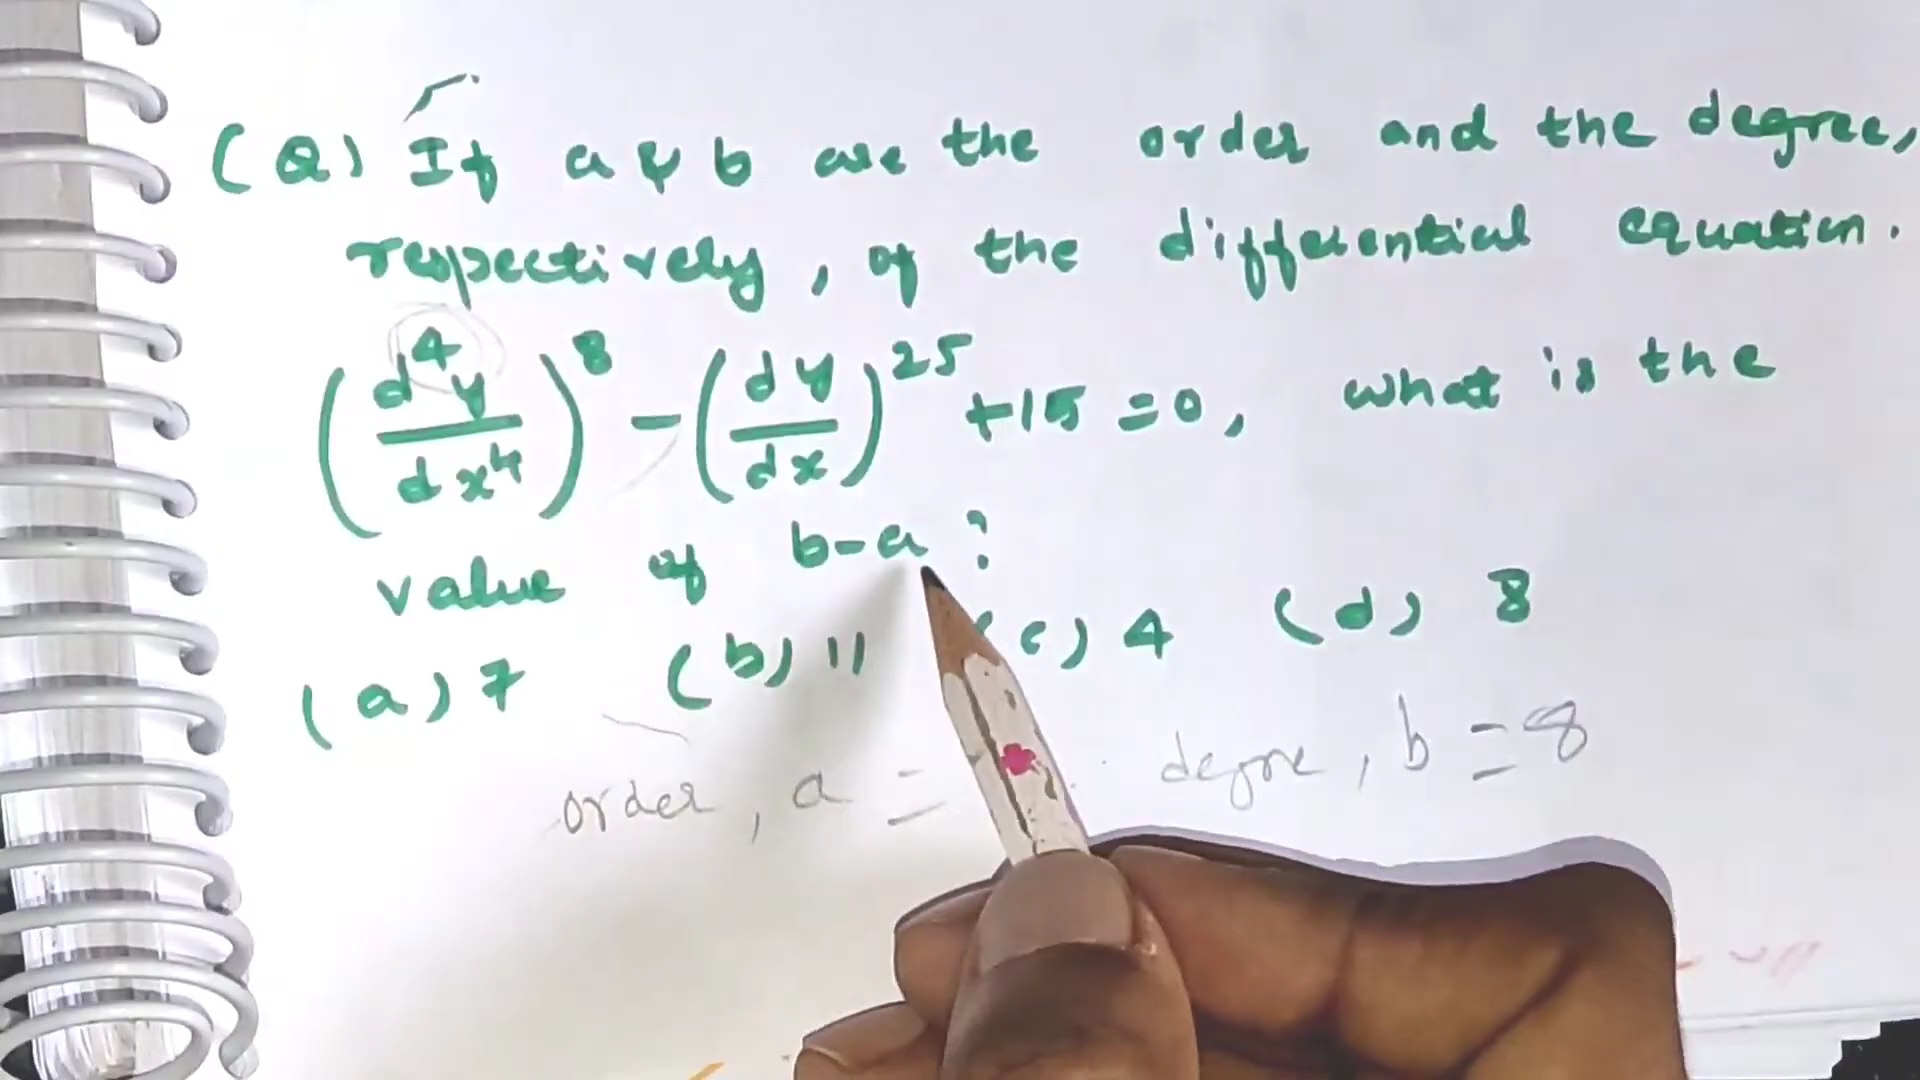 (Q) If a & b are the order and the degree,
respectively, of the differential equation.
(d⁴y/dx⁴)⁸ - (dy/dx)²⁵ + 15 = 0, what is the
value of b-a:
(a) 7 (b) 11 (c) 4 (d) 8
order, a = degree, b = 8